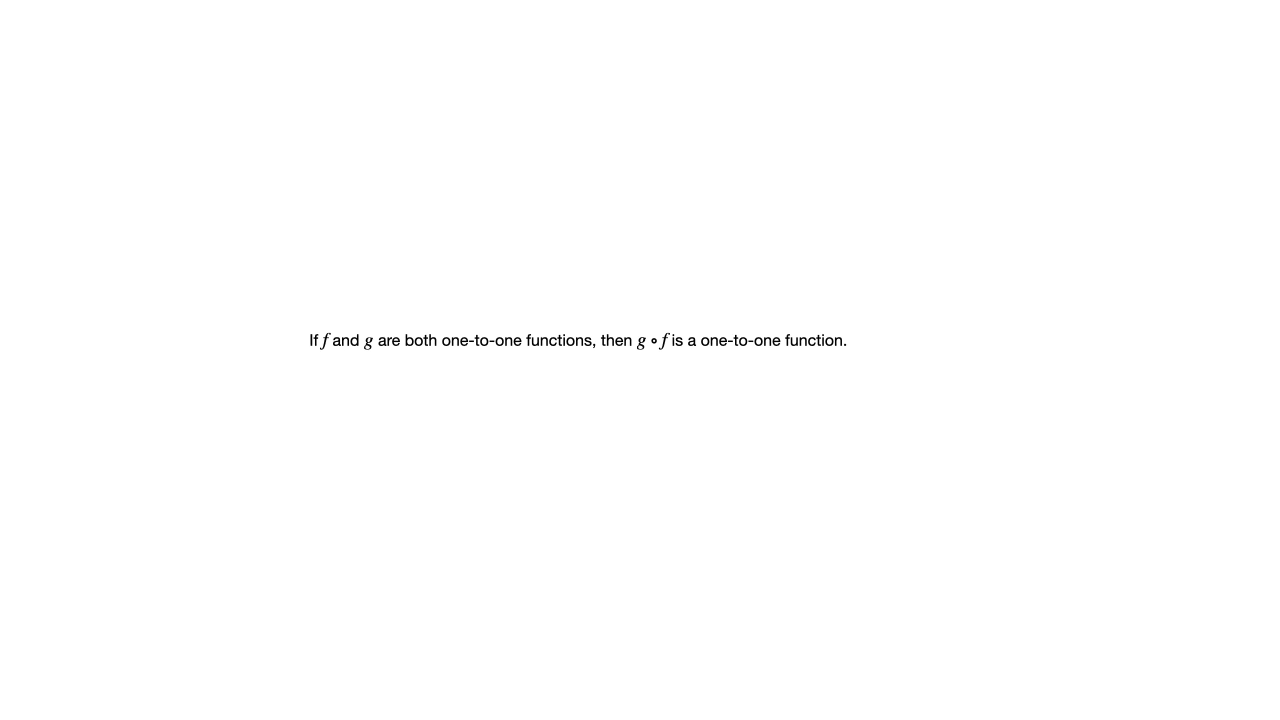 If f and g are both one-to-one functions, then g ∘ f is a one-to-one function.